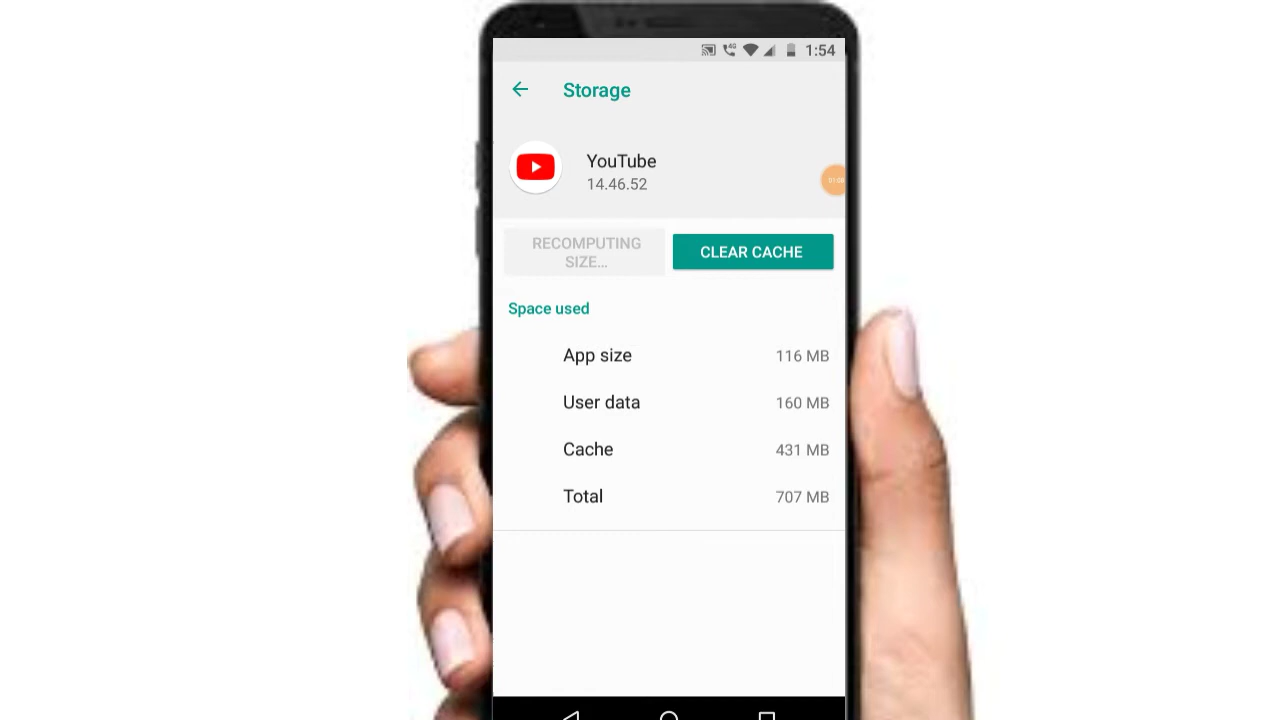 1:54
Storage
YouTube
14.46.52
RECOMPUTING
SIZE...
CLEAR CACHE
Space used
App size 116 MB
User data 160 MB
Cache 431 MB
Total 707 MB